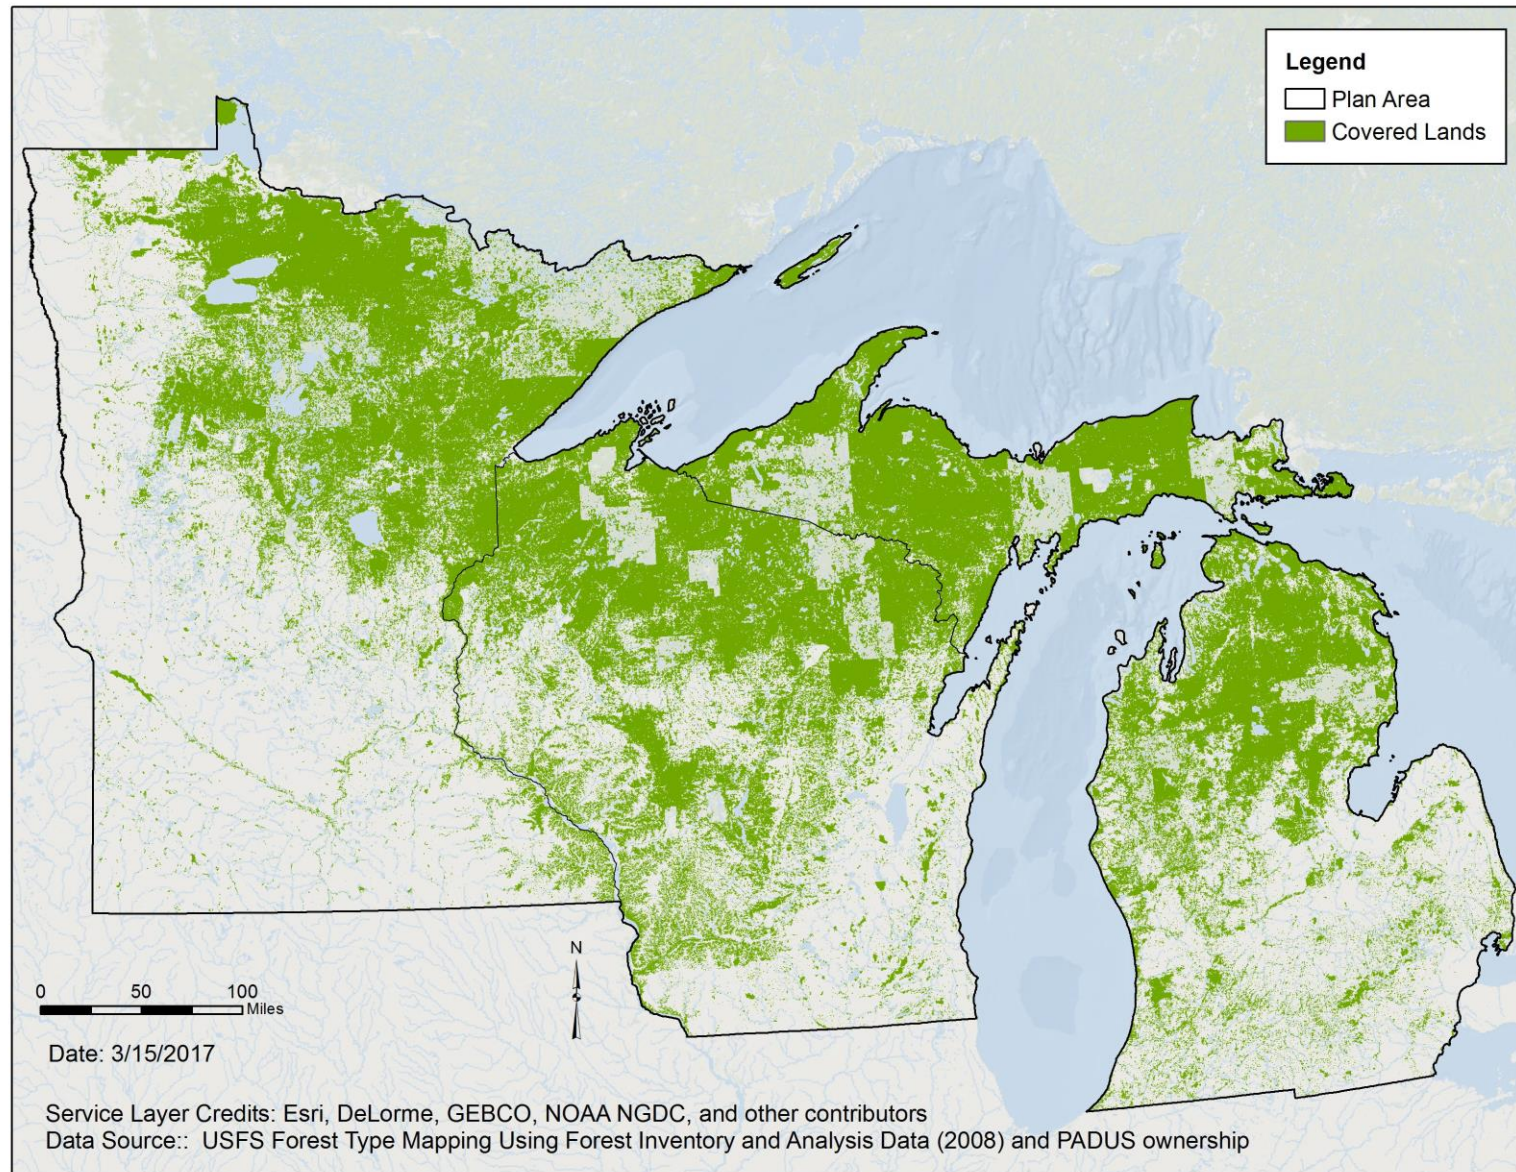 Legend
Plan Area
Covered Lands
N
0 50 100
Miles
Date: 3/15/2017
Service Layer Credits: Esri, DeLorme, GEBCO, NOAA NGDC, and other contributors
Data Source:: USFS Forest Type Mapping Using Forest Inventory and Analysis Data (2008) and PADUS ownership